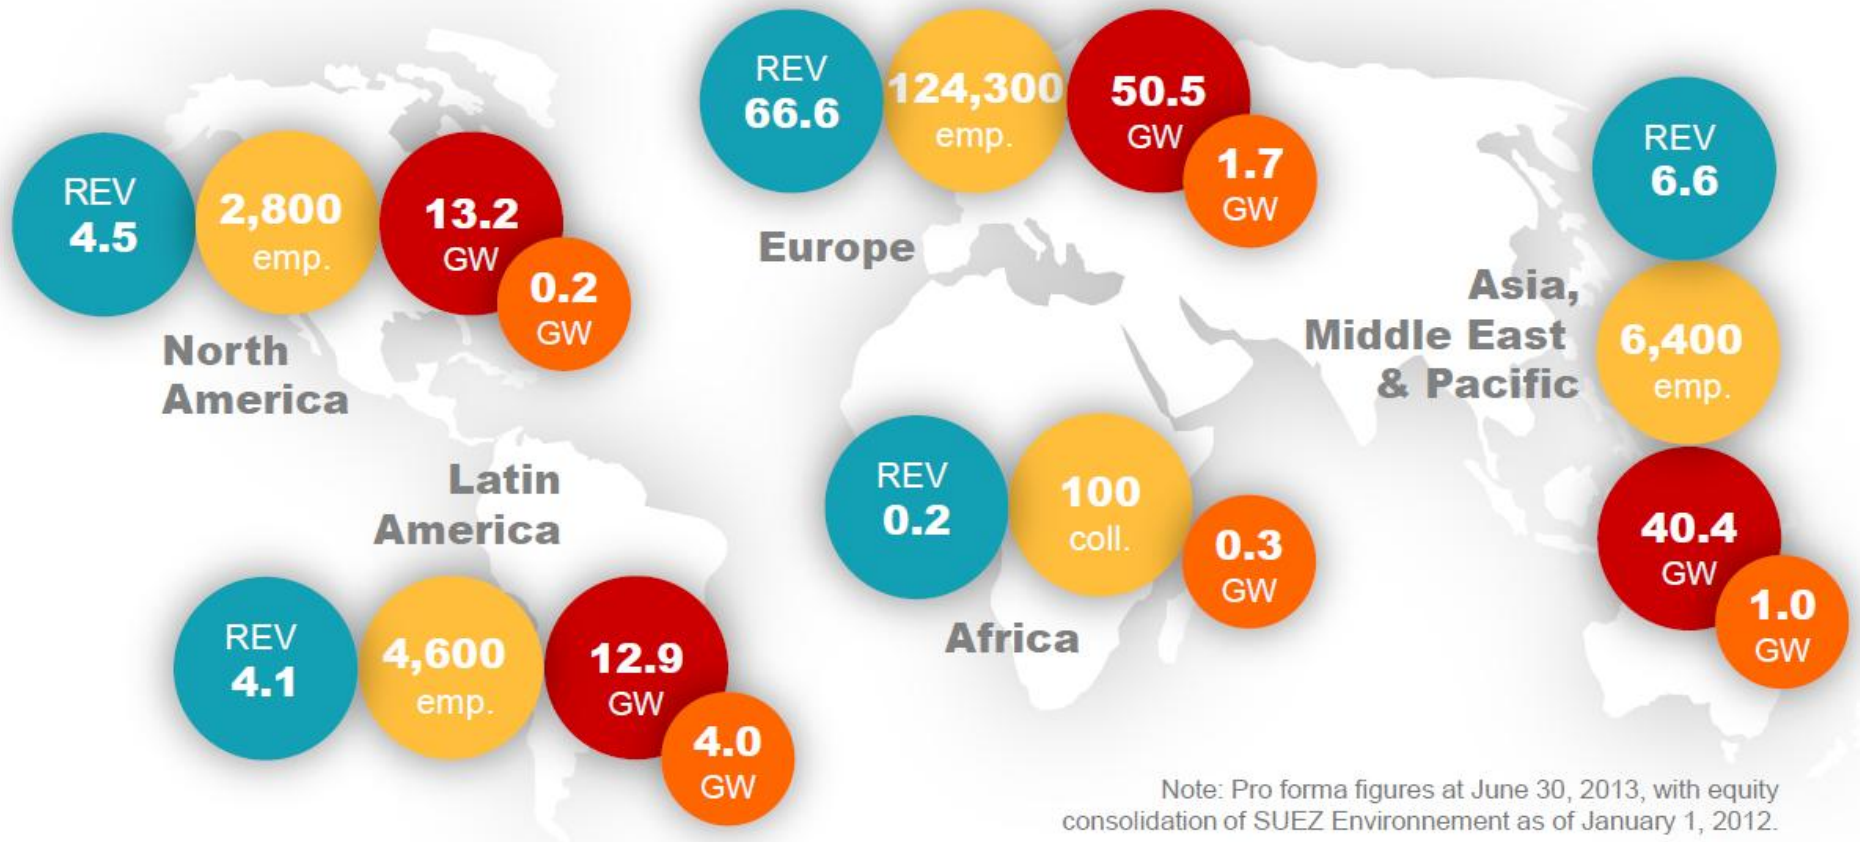 REV
4.5
2,800
emp.
13.2
GW
0.2
GW
North
America
REV
66.6
124,300
emp.
50.5
GW
1.7
GW
Europe
REV
6.6
6,400
emp.
40.4
GW
1.0
GW
Asia,
Middle East
& Pacific
Latin
America
REV
4.1
4,600
emp.
12.9
GW
4.0
GW
REV
0.2
100
coll.
0.3
GW
Africa
Note: Pro forma figures at June 30, 2013, with equity
consolidation of SUEZ Environnement as of January 1, 2012.